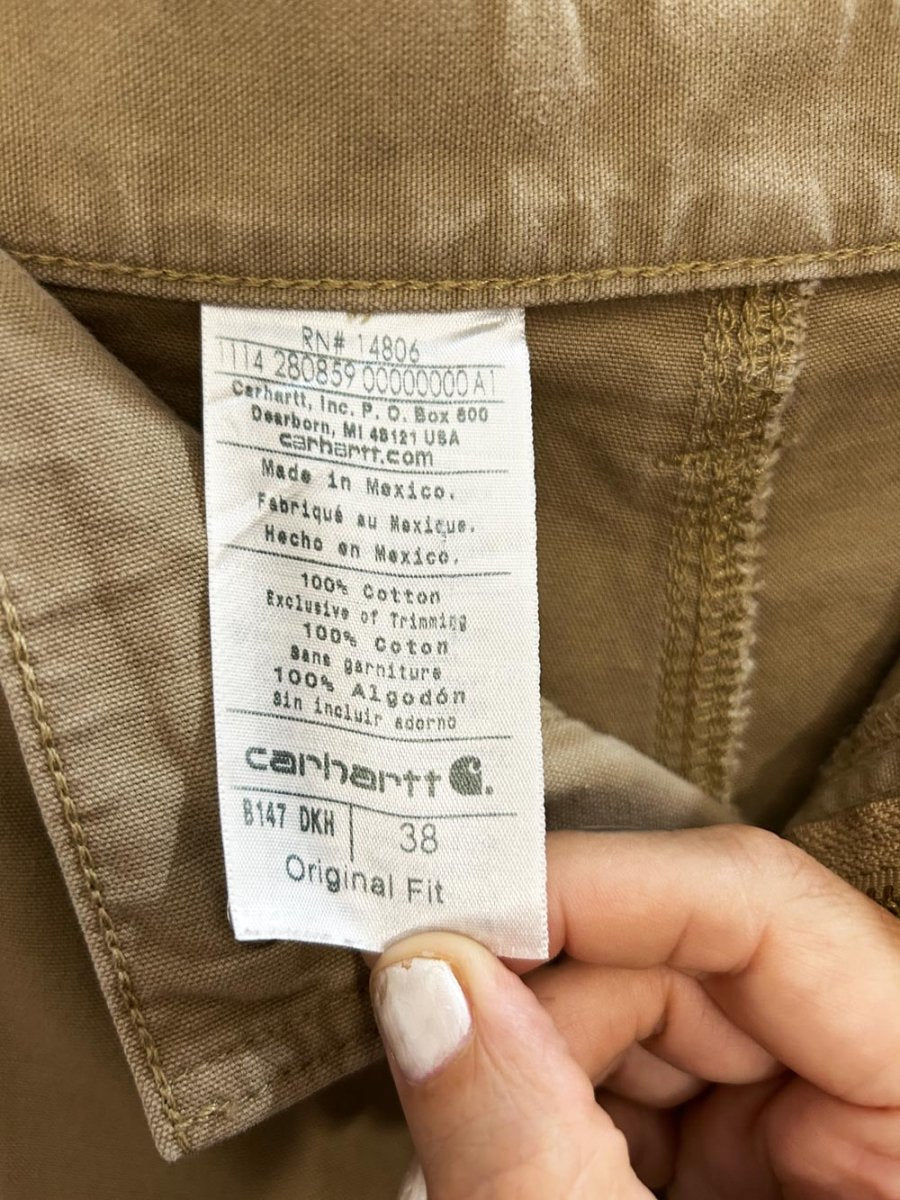 RN# 14806
1114 280859 00000000A1
Carhartt, Inc. P. O. Box 600
Dearborn, MI 48121 USA
carhartt.com
Made in Mexico.
Fabriqué au Mexique.
Hecho en Mexico.
100% Cotton
Exclusive of Trimming
100% Coton
Sans garniture
100% Algodón
Sin incluir adorno
carhartt
B147 DKH 38
Original Fit